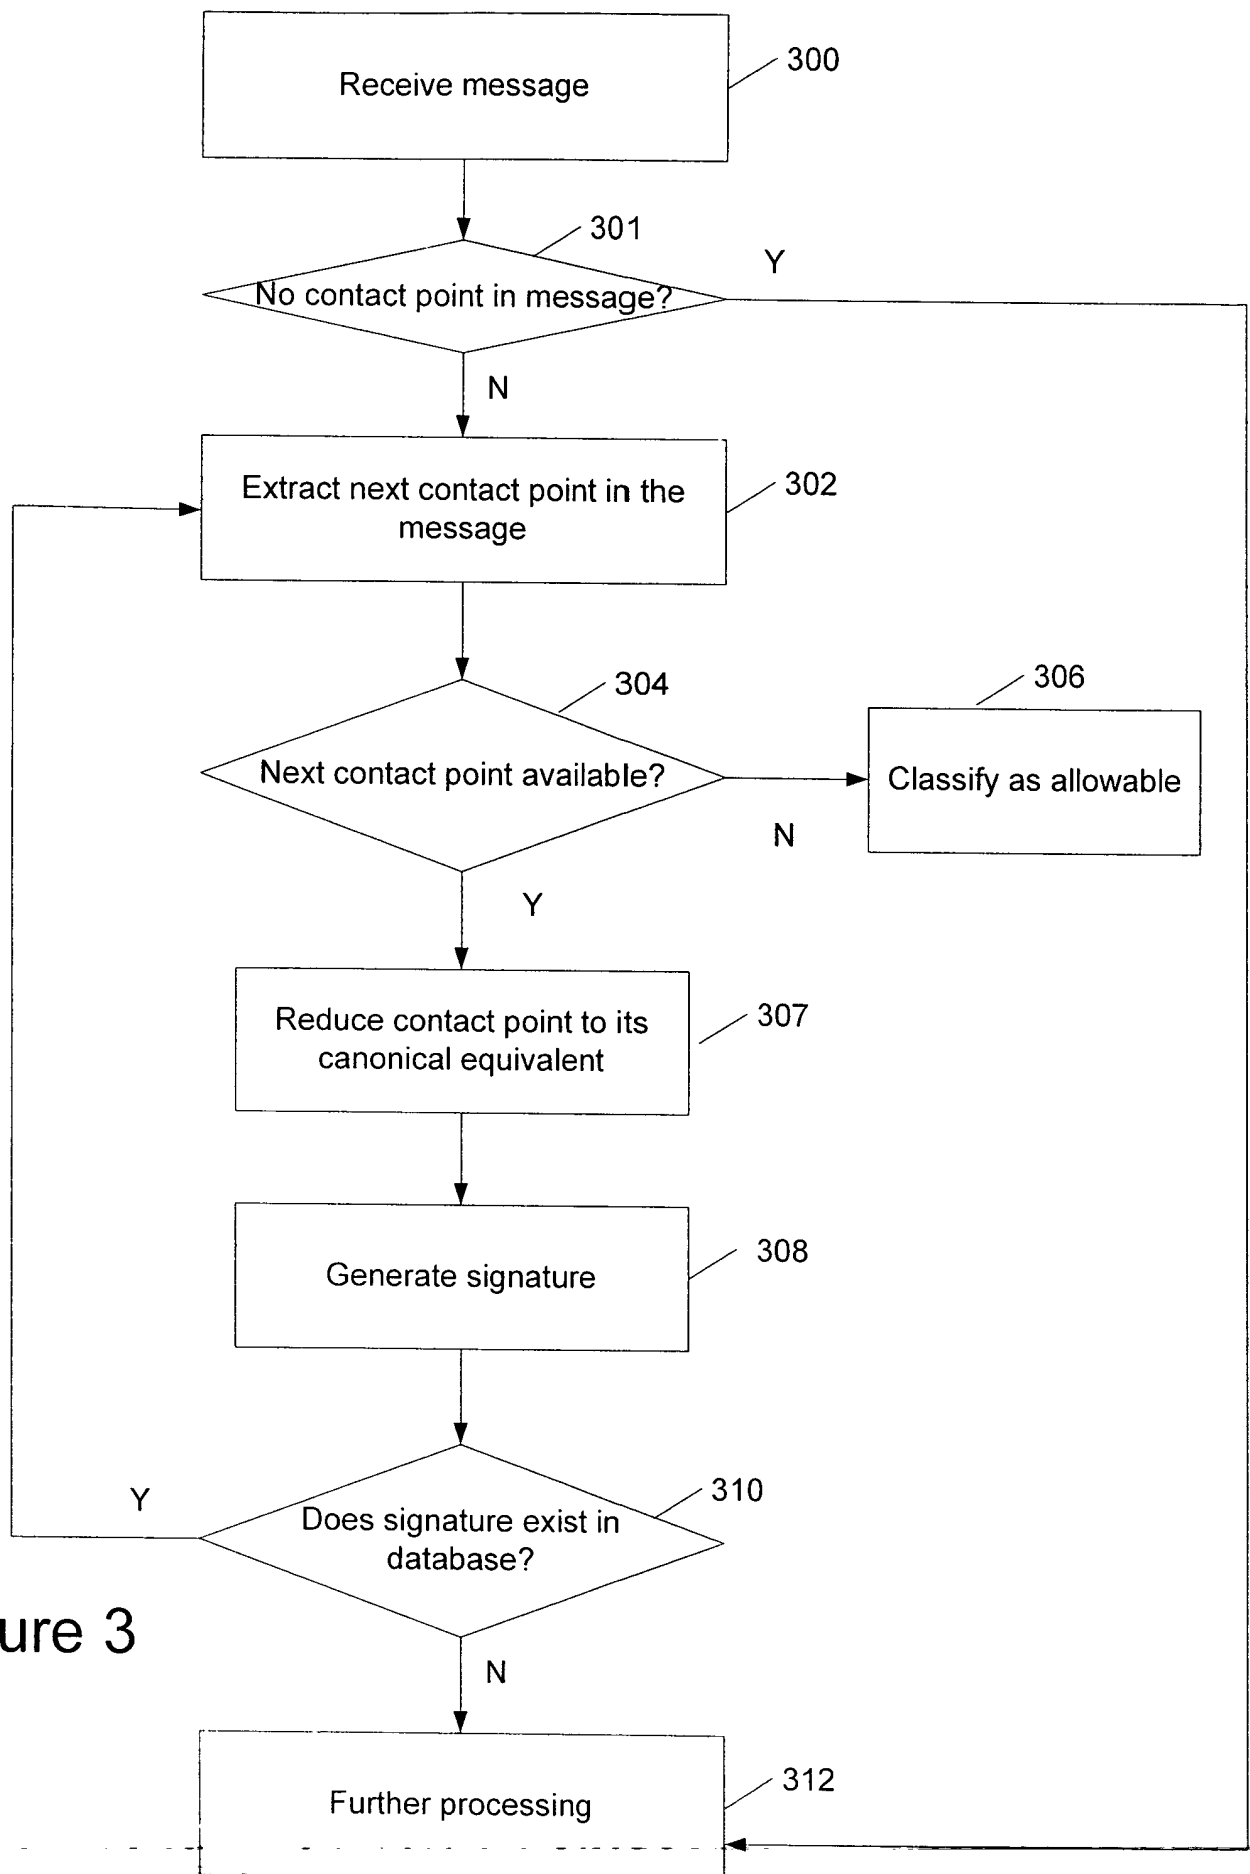 Receive message
300
301
No contact point in message?
Y
N
Extract next contact point in the
message
302
304
Next contact point available?
N
306
Classify as allowable
Y
Reduce contact point to its
canonical equivalent
307
Generate signature
308
Does signature exist in
database?
310
Y
ure 3
N
Further processing
312